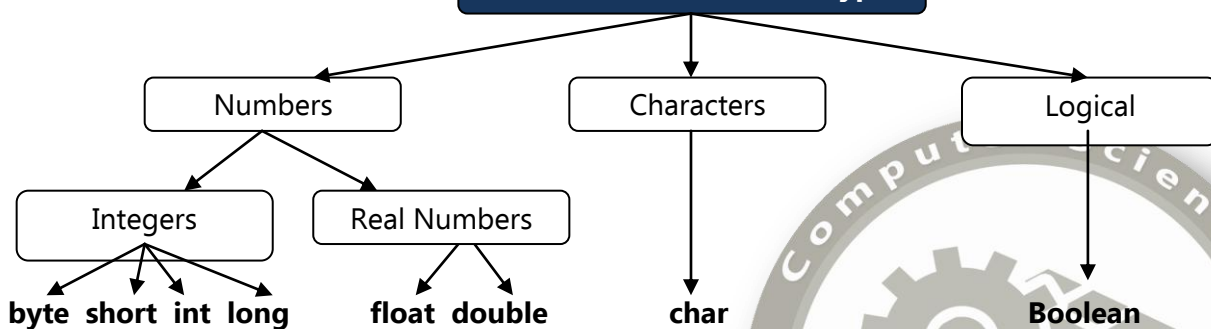 Numbers
Characters
Logical
Integers
Real Numbers
byte short int long
float double
char
Boolean